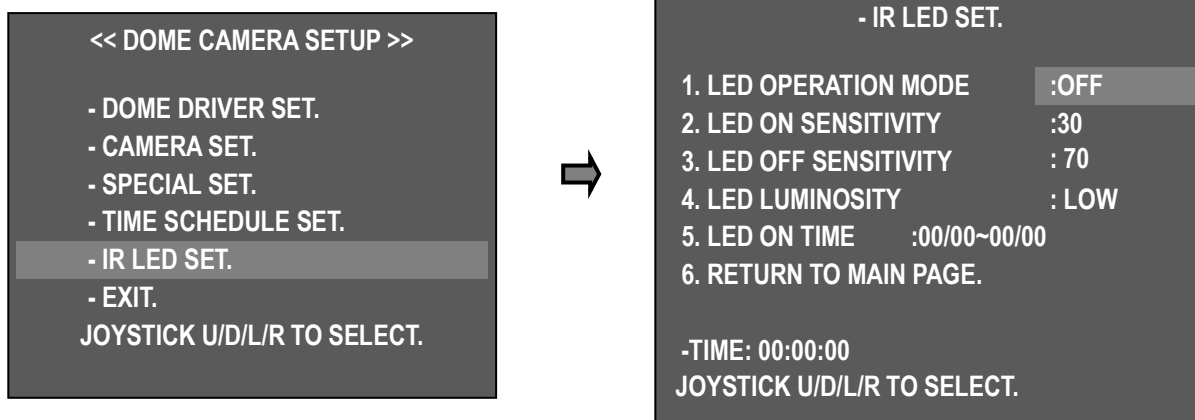 << DOME CAMERA SETUP >>
- DOME DRIVER SET.
- CAMERA SET.
- SPECIAL SET.
- TIME SCHEDULE SET.
- IR LED SET.
- EXIT.
JOYSTICK U/D/L/R TO SELECT.
- IR LED SET.
1. LED OPERATION MODE :OFF
2. LED ON SENSITIVITY :30
3. LED OFF SENSITIVITY : 70
4. LED LUMINOSITY : LOW
5. LED ON TIME :00/00~00/00
6. RETURN TO MAIN PAGE.
-TIME: 00:00:00
JOYSTICK U/D/L/R TO SELECT.